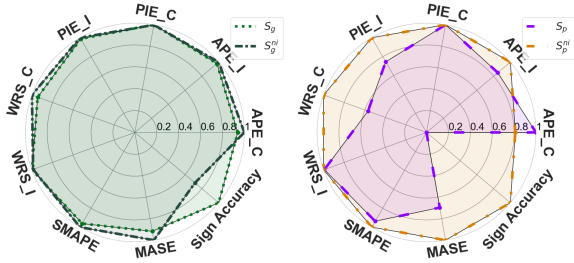 PIE_C
PIE_I
APE_I
WRS_C
APE_C
WRS_I
SMAPE
MASE
Sign Accuracy
0.2 0.4 0.6 0.8 1
S_g
S_g^{ni}
PIE_C
PIE_I
APE_I
WRS_C
APE_C
WRS_I
SMAPE
MASE
Sign Accuracy
0.2 0.4 0.6 0.8 1
S_p
S_p^{ni}